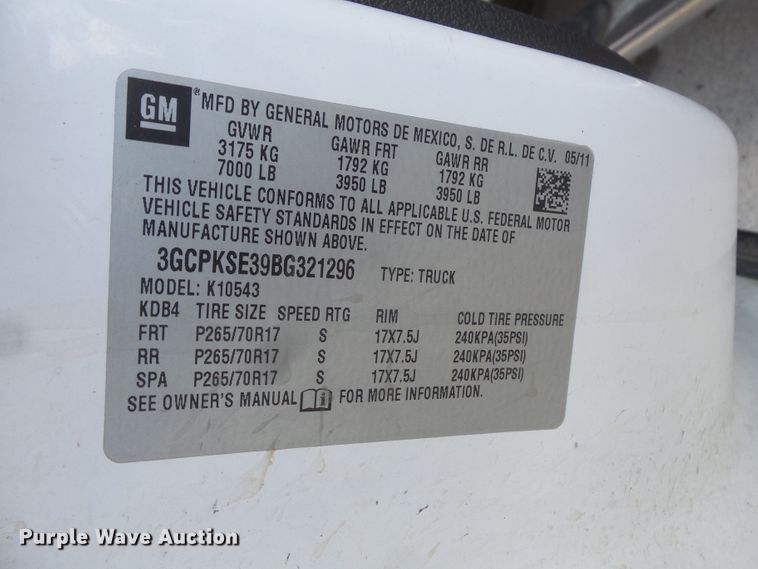 GM
®MFD BY GENERAL MOTORS DE MEXICO, S. DE R.L. DE C.V. 05/11
GVWR GAWR FRT GAWR RR
3175 KG 1792 KG 1792 KG
7000 LB 3950 LB 3950 LB
THIS VEHICLE CONFORMS TO ALL APPLICABLE U.S. FEDERAL MOTOR
VEHICLE SAFETY STANDARDS IN EFFECT ON THE DATE OF
MANUFACTURE SHOWN ABOVE.
3GCPKSE39BG321296 TYPE: TRUCK
MODEL: K10543
KDB4 TIRE SIZE SPEED RTG RIM COLD TIRE PRESSURE
FRT P265/70R17 S 17X7.5J 240KPA(35PSI)
RR P265/70R17 S 17X7.5J 240KPA(35PSI)
SPA P265/70R17 S 17X7.5J 240KPA(35PSI)
SEE OWNER'S MANUAL i FOR MORE INFORMATION.
Purple Wave Auction
Purple Wave Auction